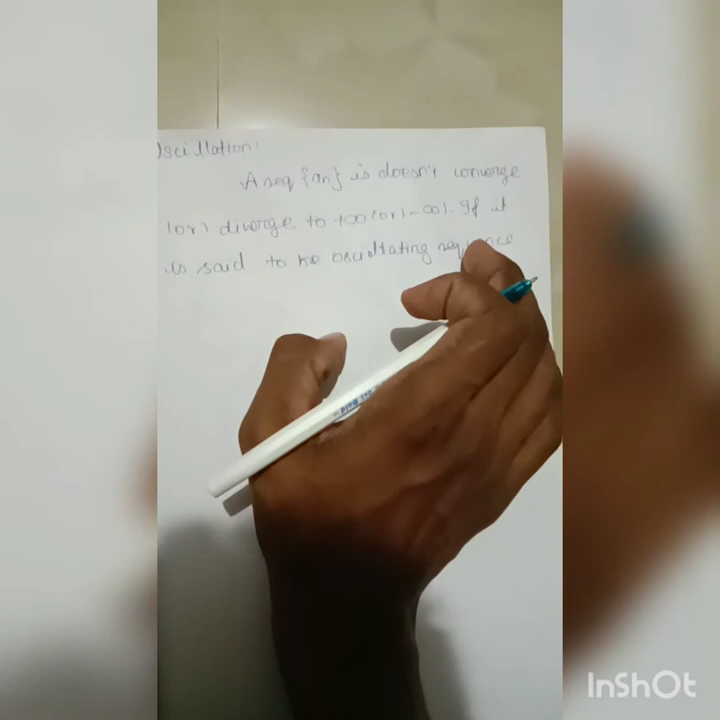 Oscillation:
A seq {an} is doesn't converge
(or) diverge to +∞ (or) -∞). If it
is said to be oscillating sequence
InShOt